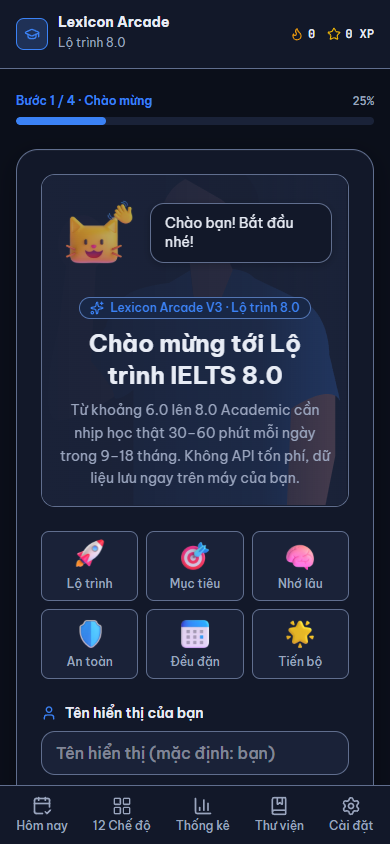 Lexicon Arcade
Lộ trình 8.0
0
0 XP
Bước 1 / 4 · Chào mừng
25%
Chào bạn! Bắt đầu
nhé!
Lexicon Arcade V3 · Lộ trình 8.0
Chào mừng tới Lộ
trình IELTS 8.0
Từ khoảng 6.0 lên 8.0 Academic cần
nhịp học thật 30–60 phút mỗi ngày
trong 9–18 tháng. Không API tốn phí, dữ
liệu lưu ngay trên máy của bạn.
Lộ trình
Mục tiêu
Nhớ lâu
An toàn
Đều đặn
Tiến bộ
Tên hiển thị của bạn
Tên hiển thị (mặc định: bạn)
Hôm nay
12 Chế độ
Thống kê
Thư viện
Cài đặt